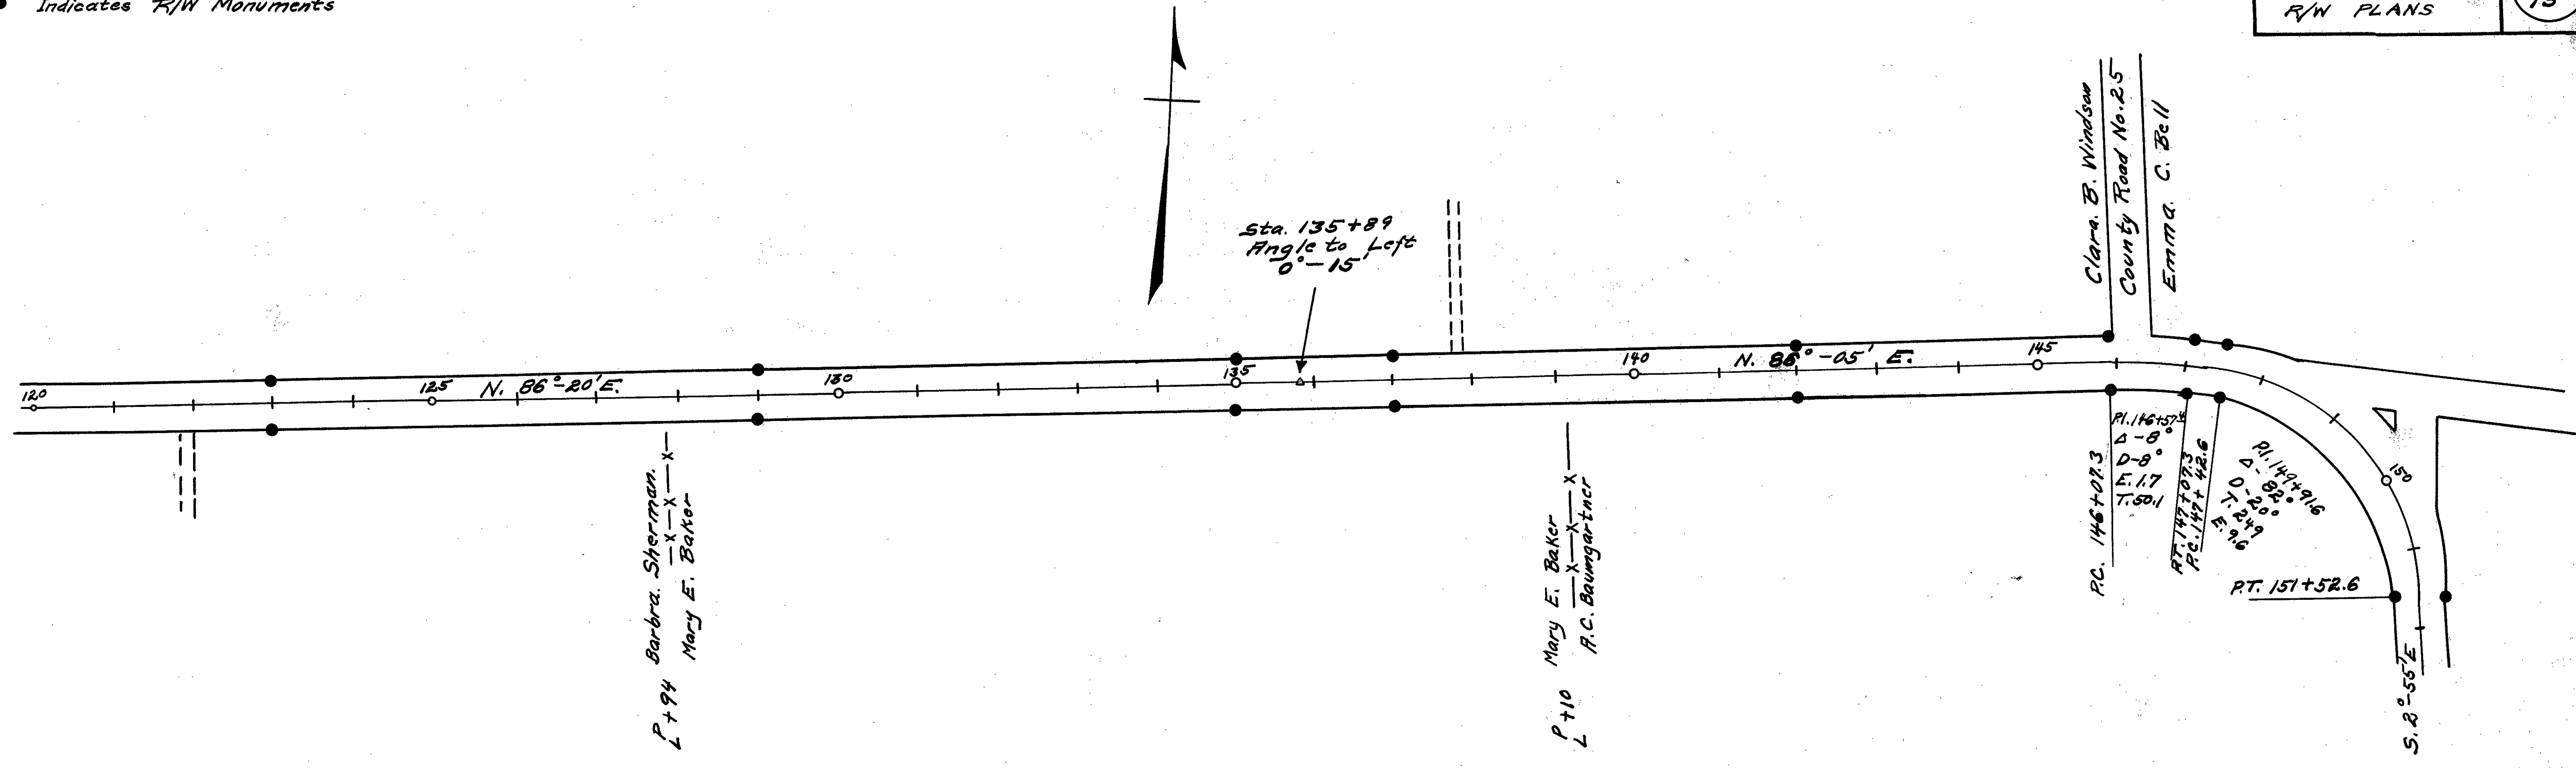 Indicates R/W Monuments
R/W PLANS
15
Clara. B. Windsor
County Road No. 25
Emma. C. Bell
Sta. 135+89
Angle to Left
0°-15'
120
125
N. 86°-20' E.
130
135
140
N. 86°-05' E.
145
150
Barbra. Sherman.
Mary E. Baker
P
L +94
Mary E. Baker
A.C. Baumgartner
P
L +10
P.C. 146+07.3
P.I. 146+57.4
Δ-8°
D-8°
E.1.7
T.50.1
P.T. 147+07.3
P.C. 147+42.6
P.I. 149+91.6
Δ-82°
D-20°
T.249
E.9.6
P.T. 151+52.6
S. 2°-55' E